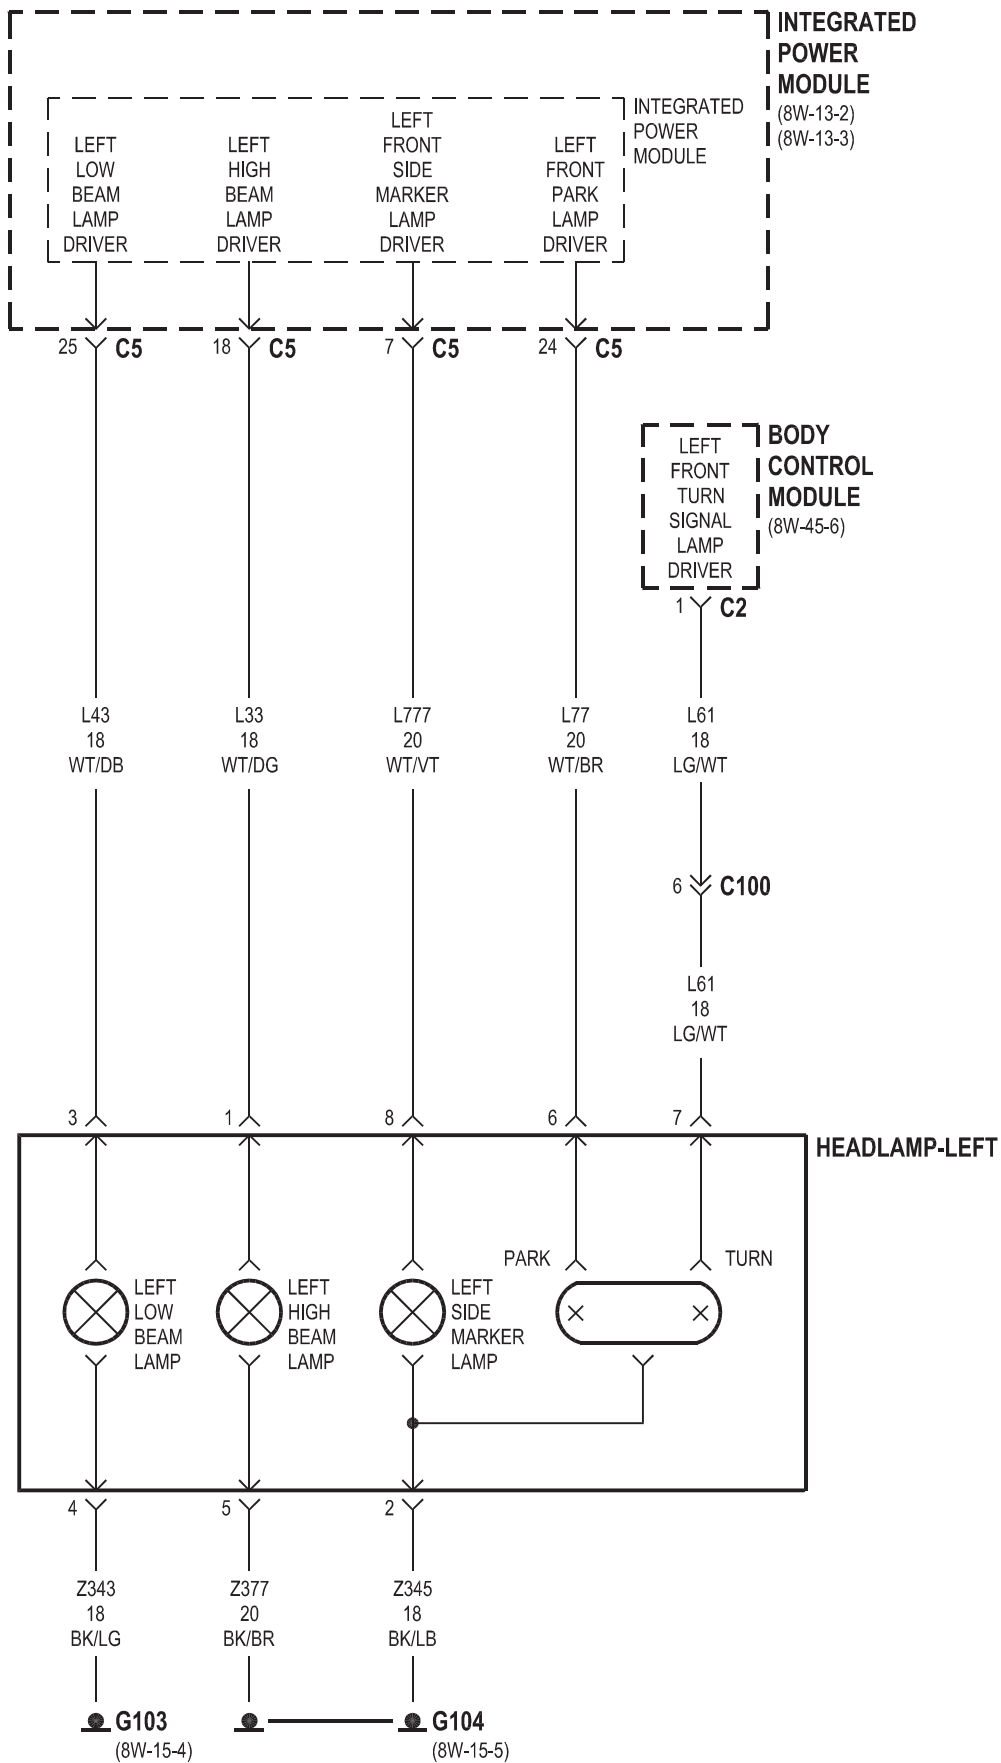 INTEGRATED
POWER
MODULE
(8W-13-2)
(8W-13-3)
INTEGRATED
POWER
MODULE
LEFT
LOW
BEAM
LAMP
DRIVER
LEFT
HIGH
BEAM
LAMP
DRIVER
LEFT
FRONT
SIDE
MARKER
LAMP
DRIVER
LEFT
FRONT
PARK
LAMP
DRIVER
25 C5
18 C5
7 C5
24 C5
LEFT
FRONT
TURN
SIGNAL
LAMP
DRIVER
BODY
CONTROL
MODULE
(8W-45-6)
1 C2
L43
18
WT/DB
L33
18
WT/DG
L777
20
WT/VT
L77
20
WT/BR
L61
18
LG/WT
6 C100
L61
18
LG/WT
3
1
8
6
7
HEADLAMP-LEFT
PARK
TURN
LEFT
LOW
BEAM
LAMP
LEFT
HIGH
BEAM
LAMP
LEFT
SIDE
MARKER
LAMP
4
5
2
Z343
18
BK/LG
Z377
20
BK/BR
Z345
18
BK/LB
G103
(8W-15-4)
G104
(8W-15-5)